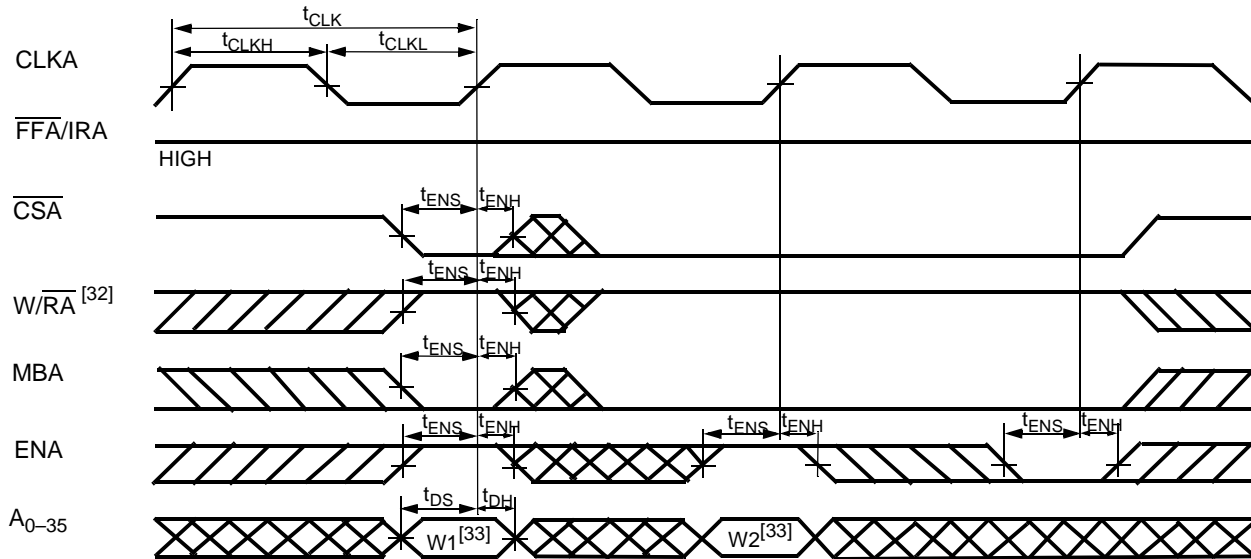 tCLK
tCLKH tCLKL
CLKA
FFA/IRA
HIGH
tENS tENH
CSA
tENS tENH
W/RA [32]
tENS tENH
MBA
tENS tENH tENS tENH tENS tENH
ENA
tDS tDH
A0–35
W1[33] W2[33]